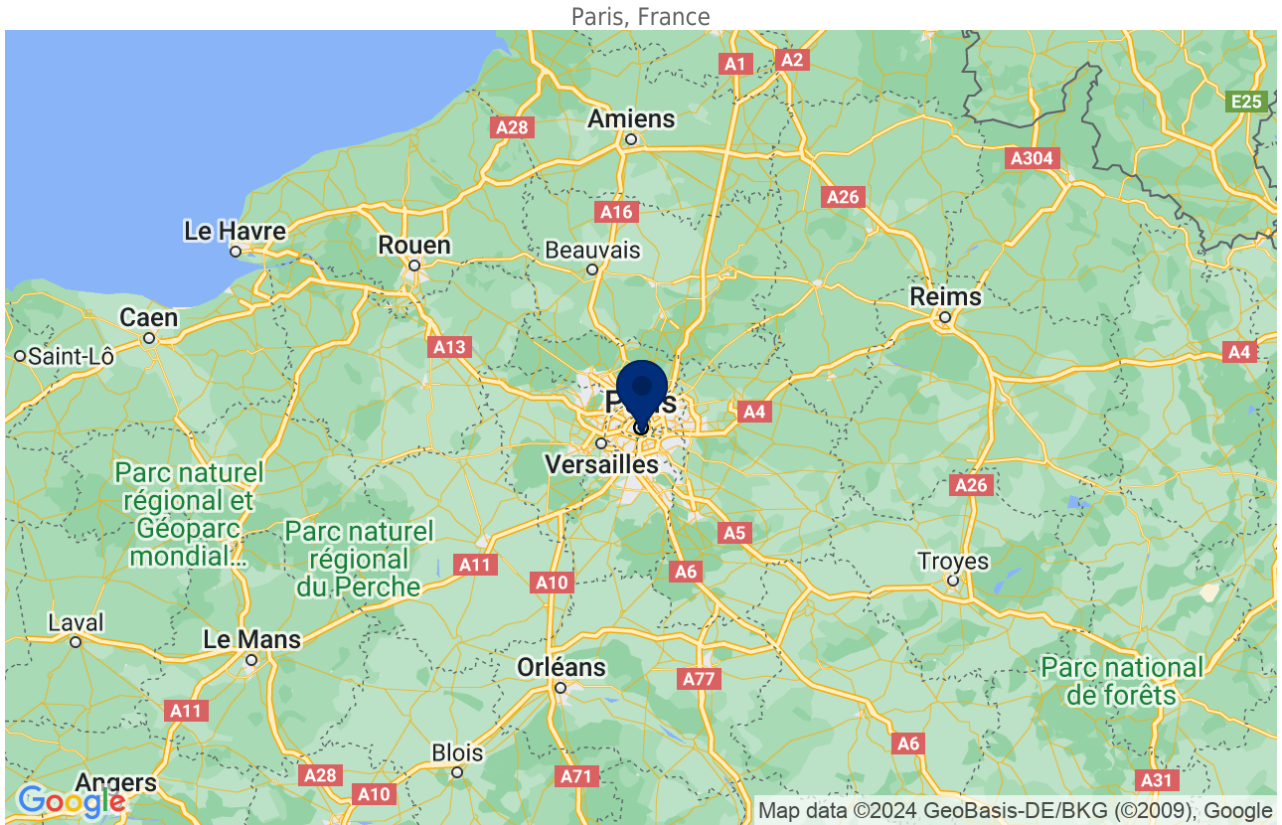 Paris, France
A1
A2
E25
A28
Amiens
A304
A26
A16
Le Havre
Rouen
Beauvais
Reims
Caen
Saint-Lô
A13
A4
Paris
A4
Versailles
Parc naturel
régional et
Géoparc
mondial...
A26
Parc naturel
régional
du Perche
A5
A11
A10
A6
Troyes
Laval
Le Mans
Orléans
A77
Parc national
de forêts
A11
Blois
A6
A28
A71
A31
Angers
A10
Google
Map data ©2024 GeoBasis-DE/BKG (©2009), Google